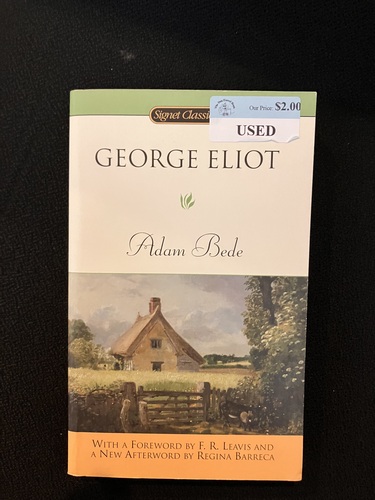 Signet Classic
Our Price: $2.00
USED
GEORGE ELIOT
Adam Bede
WITH A FOREWORD BY F. R. LEAVIS AND
A NEW AFTERWORD BY REGINA BARRECA